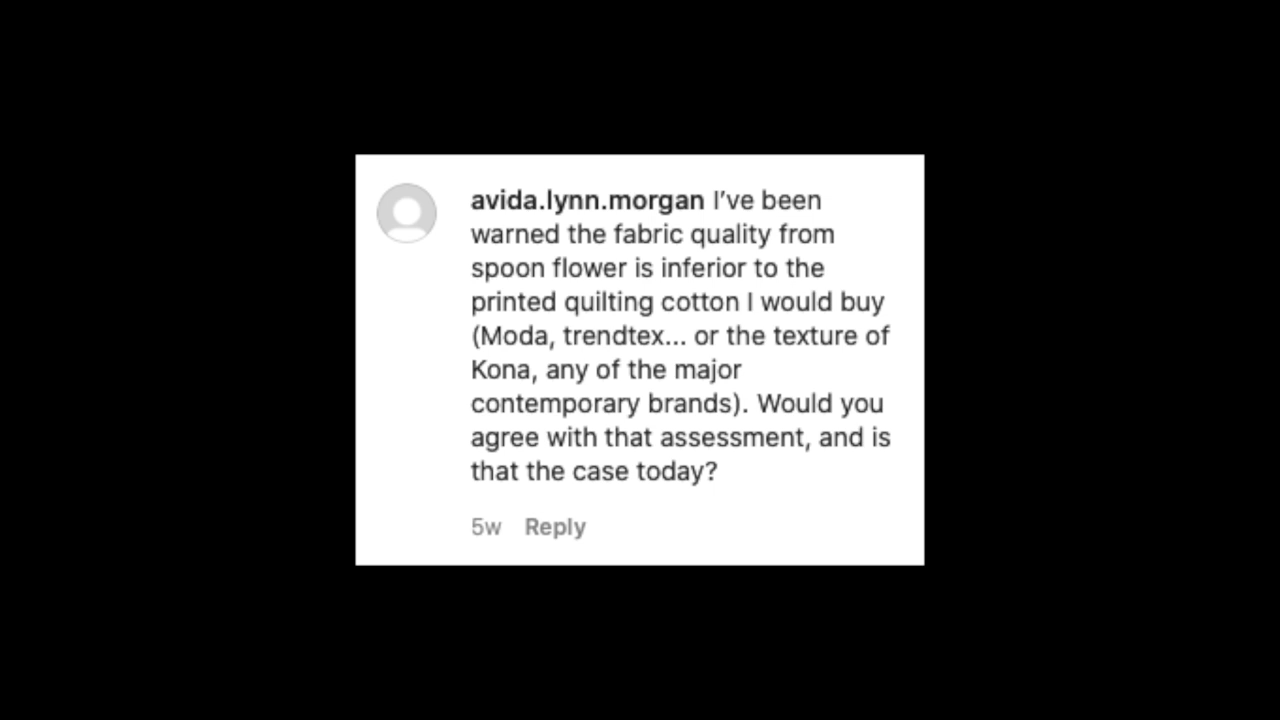 avida.lynn.morgan I’ve been
warned the fabric quality from
spoon flower is inferior to the
printed quilting cotton I would buy
(Moda, trendtex... or the texture of
Kona, any of the major
contemporary brands). Would you
agree with that assessment, and is
that the case today?
5w Reply